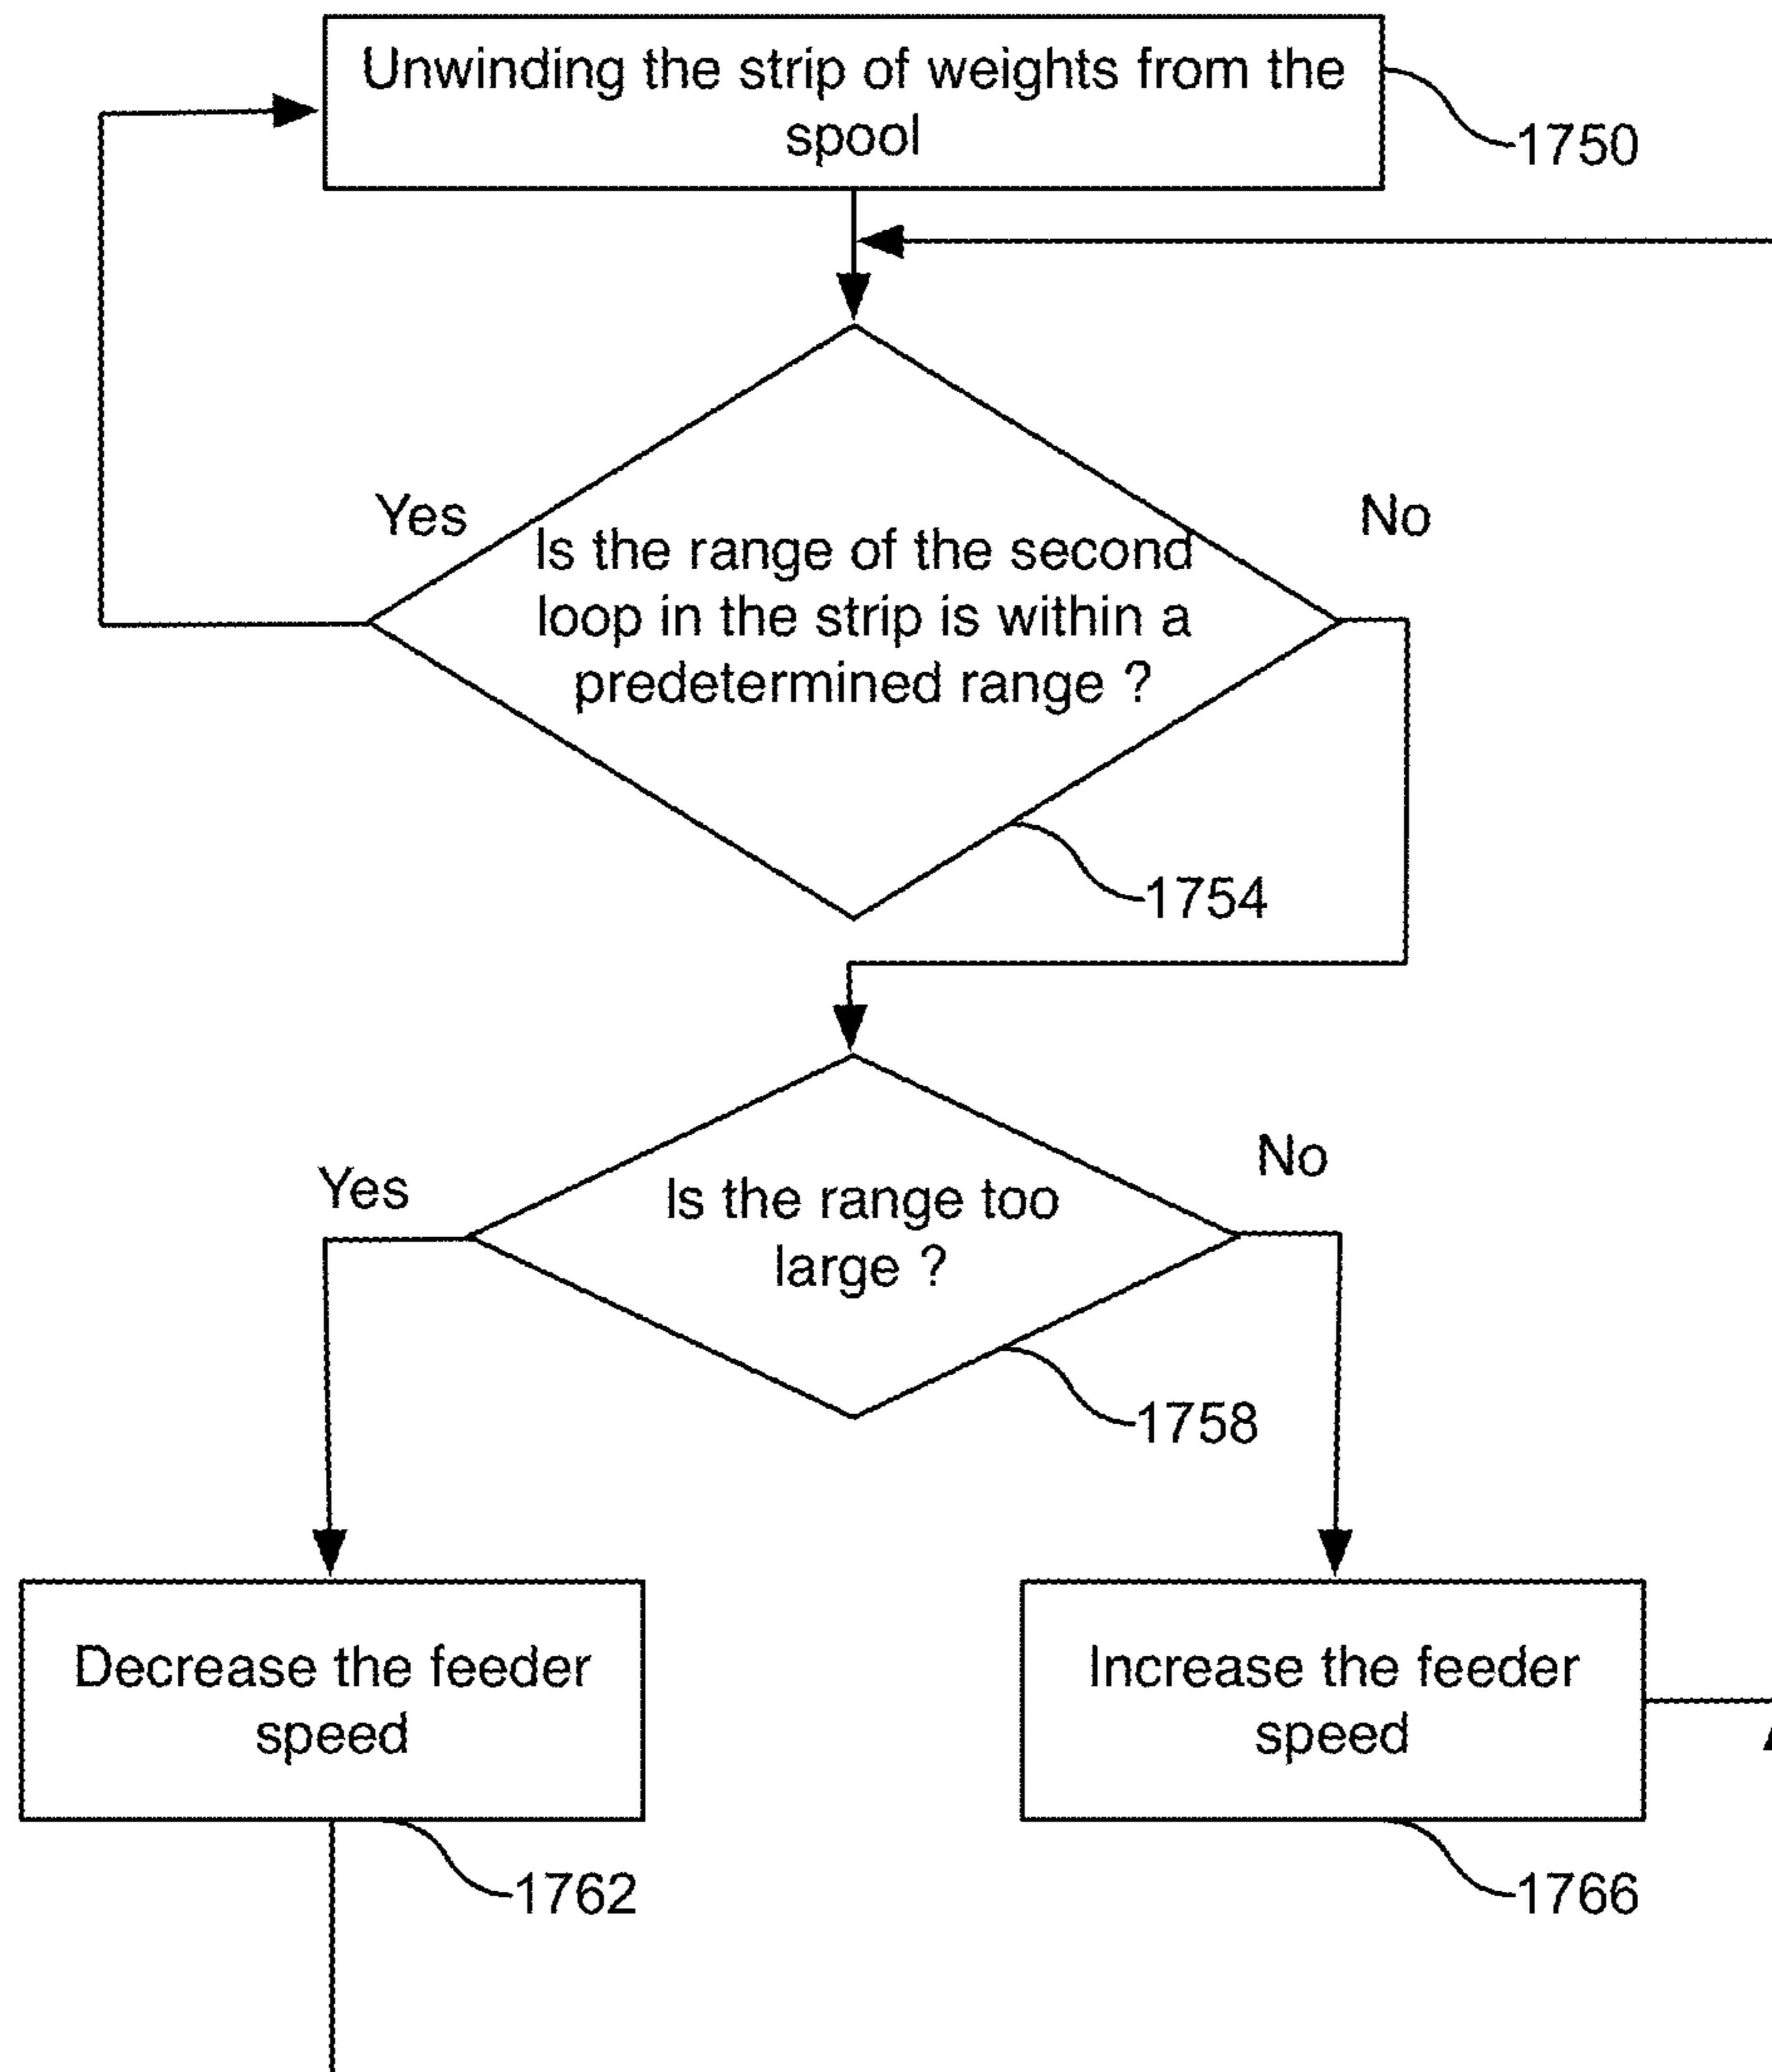 Unwinding the strip of weights from the
spool
1750
Yes
No
Is the range of the second
loop in the strip is within a
predetermined range ?
1754
Yes
No
Is the range too
large ?
1758
Decrease the feeder
speed
1762
Increase the feeder
speed
1766